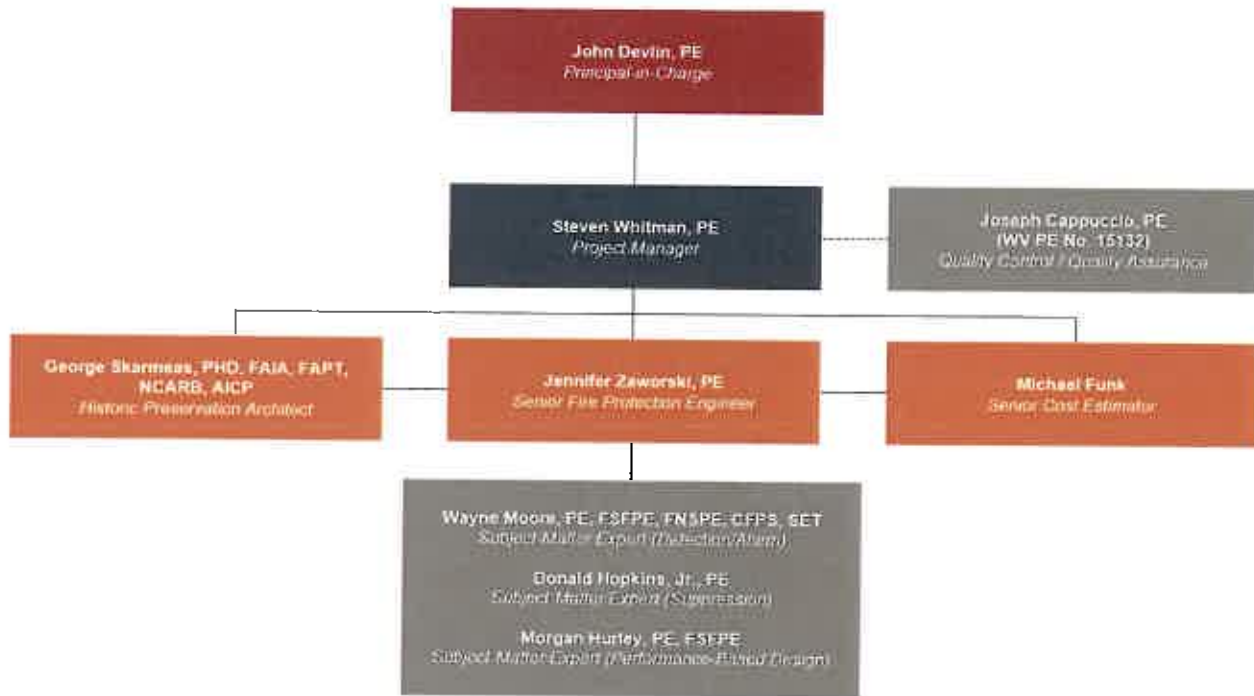 John Devlin, PE
Principal-in-Charge
Steven Whitman, PE
Project Manager
Joseph Cappuccio, PE
(WV PE No. 15132)
Quality Control / Quality Assurance
George Skarmeas, PHD, FAIA, FAPT,
NCARB, AICP
Historic Preservation Architect
Jennifer Zaworski, PE
Senior Fire Protection Engineer
Michael Funk
Senior Cost Estimator
Wayne Moore, PE, FSFPE, FNSPE, CFPS, SET
Subject-Matter-Expert (Detection/Alarm)
Donald Hopkins, Jr., PE
Subject-Matter-Expert (Suppression)
Morgan Hurley, PE, FSFPE
Subject-Matter-Expert (Performance-Based Design)